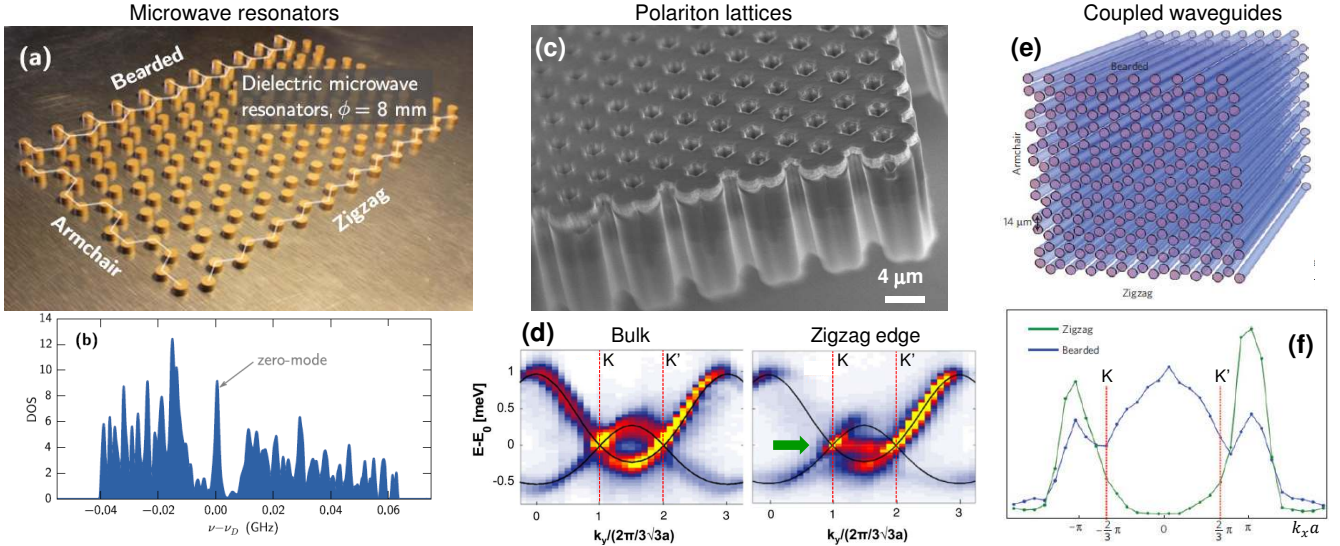 Microwave resonators
(a)
Bearded
Dielectric microwave
resonators, ϕ = 8 mm
Armchair
Zigzag
(b)
zero-mode
DOS
14
12
10
8
6
4
2
0
−0.04
−0.02
0.00
0.02
0.04
0.06
ν−ν_D (GHz)
Polariton lattices
(c)
4 μm
(d)
Bulk
K
K'
E-E₀ [meV]
1
0.5
0
-0.5
0
1
2
3
k_y/(2π/3√3a)
Zigzag edge
K
K'
0
1
2
3
k_y/(2π/3√3a)
Coupled waveguides
(e)
Bearded
Armchair
14 μm
Zigzag
(f)
Zigzag
Bearded
K
K'
−π
−2/3 π
0
2/3 π
π
k_x a